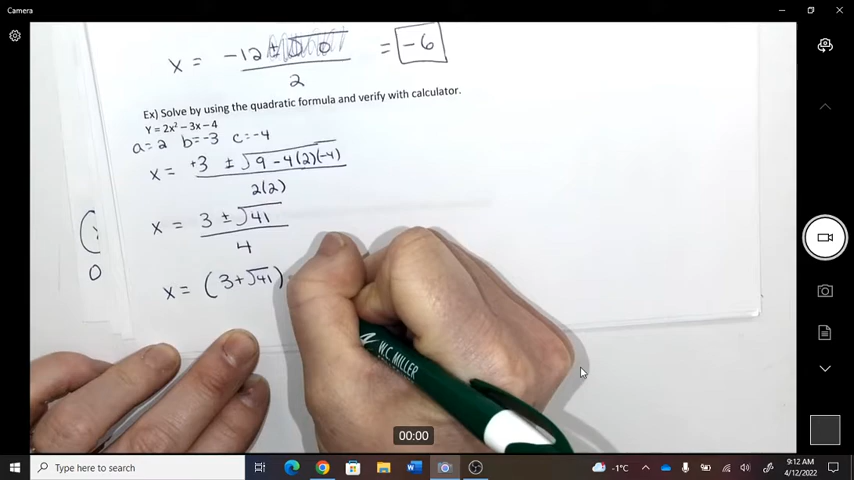 Camera
x = -12 ± = -6
2
Ex) Solve by using the quadratic formula and verify with calculator.
Y = 2x² – 3x – 4
a=2 b=-3 c=-4
x = +3 ± √9 - 4(2)(-4)
2(2)
x = 3 ± √41
4
x = (3+√41)
0
W.C. MILLER
00:00
Type here to search
-1°C
9:12 AM
4/12/2022